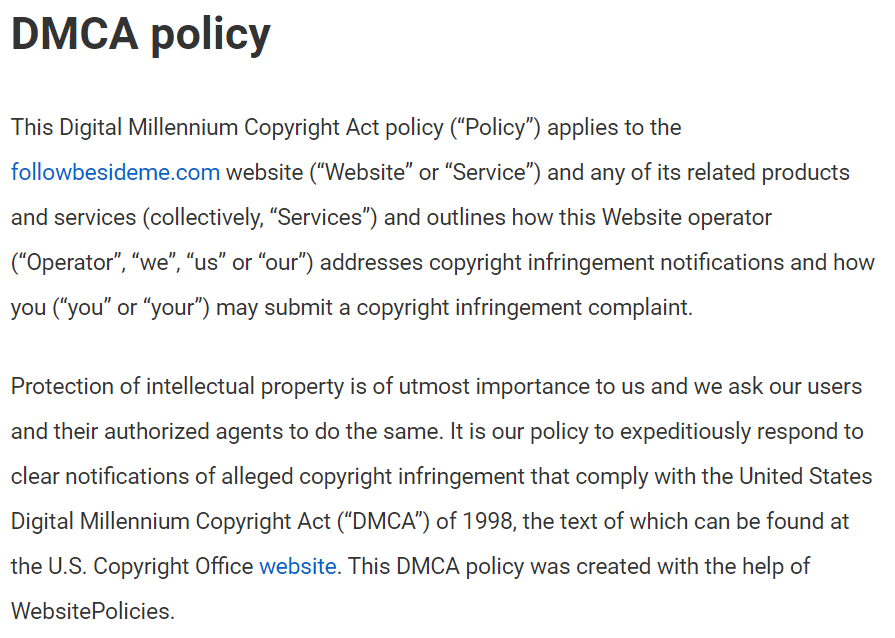 DMCA policy
This Digital Millennium Copyright Act policy (“Policy”) applies to the
followbesideme.com website (“Website” or “Service”) and any of its related products
and services (collectively, “Services”) and outlines how this Website operator
(“Operator”, “we”, “us” or “our”) addresses copyright infringement notifications and how
you (“you” or “your”) may submit a copyright infringement complaint.
Protection of intellectual property is of utmost importance to us and we ask our users
and their authorized agents to do the same. It is our policy to expeditiously respond to
clear notifications of alleged copyright infringement that comply with the United States
Digital Millennium Copyright Act (“DMCA”) of 1998, the text of which can be found at
the U.S. Copyright Office website. This DMCA policy was created with the help of
WebsitePolicies.